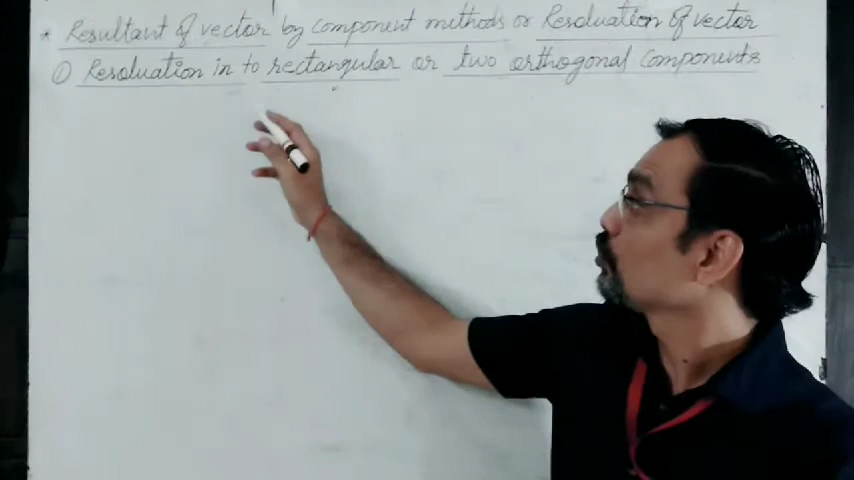 * Resultant of vector by component methods or Resoluation of vector
① Resoluation in to rectangular or two orthogonal components